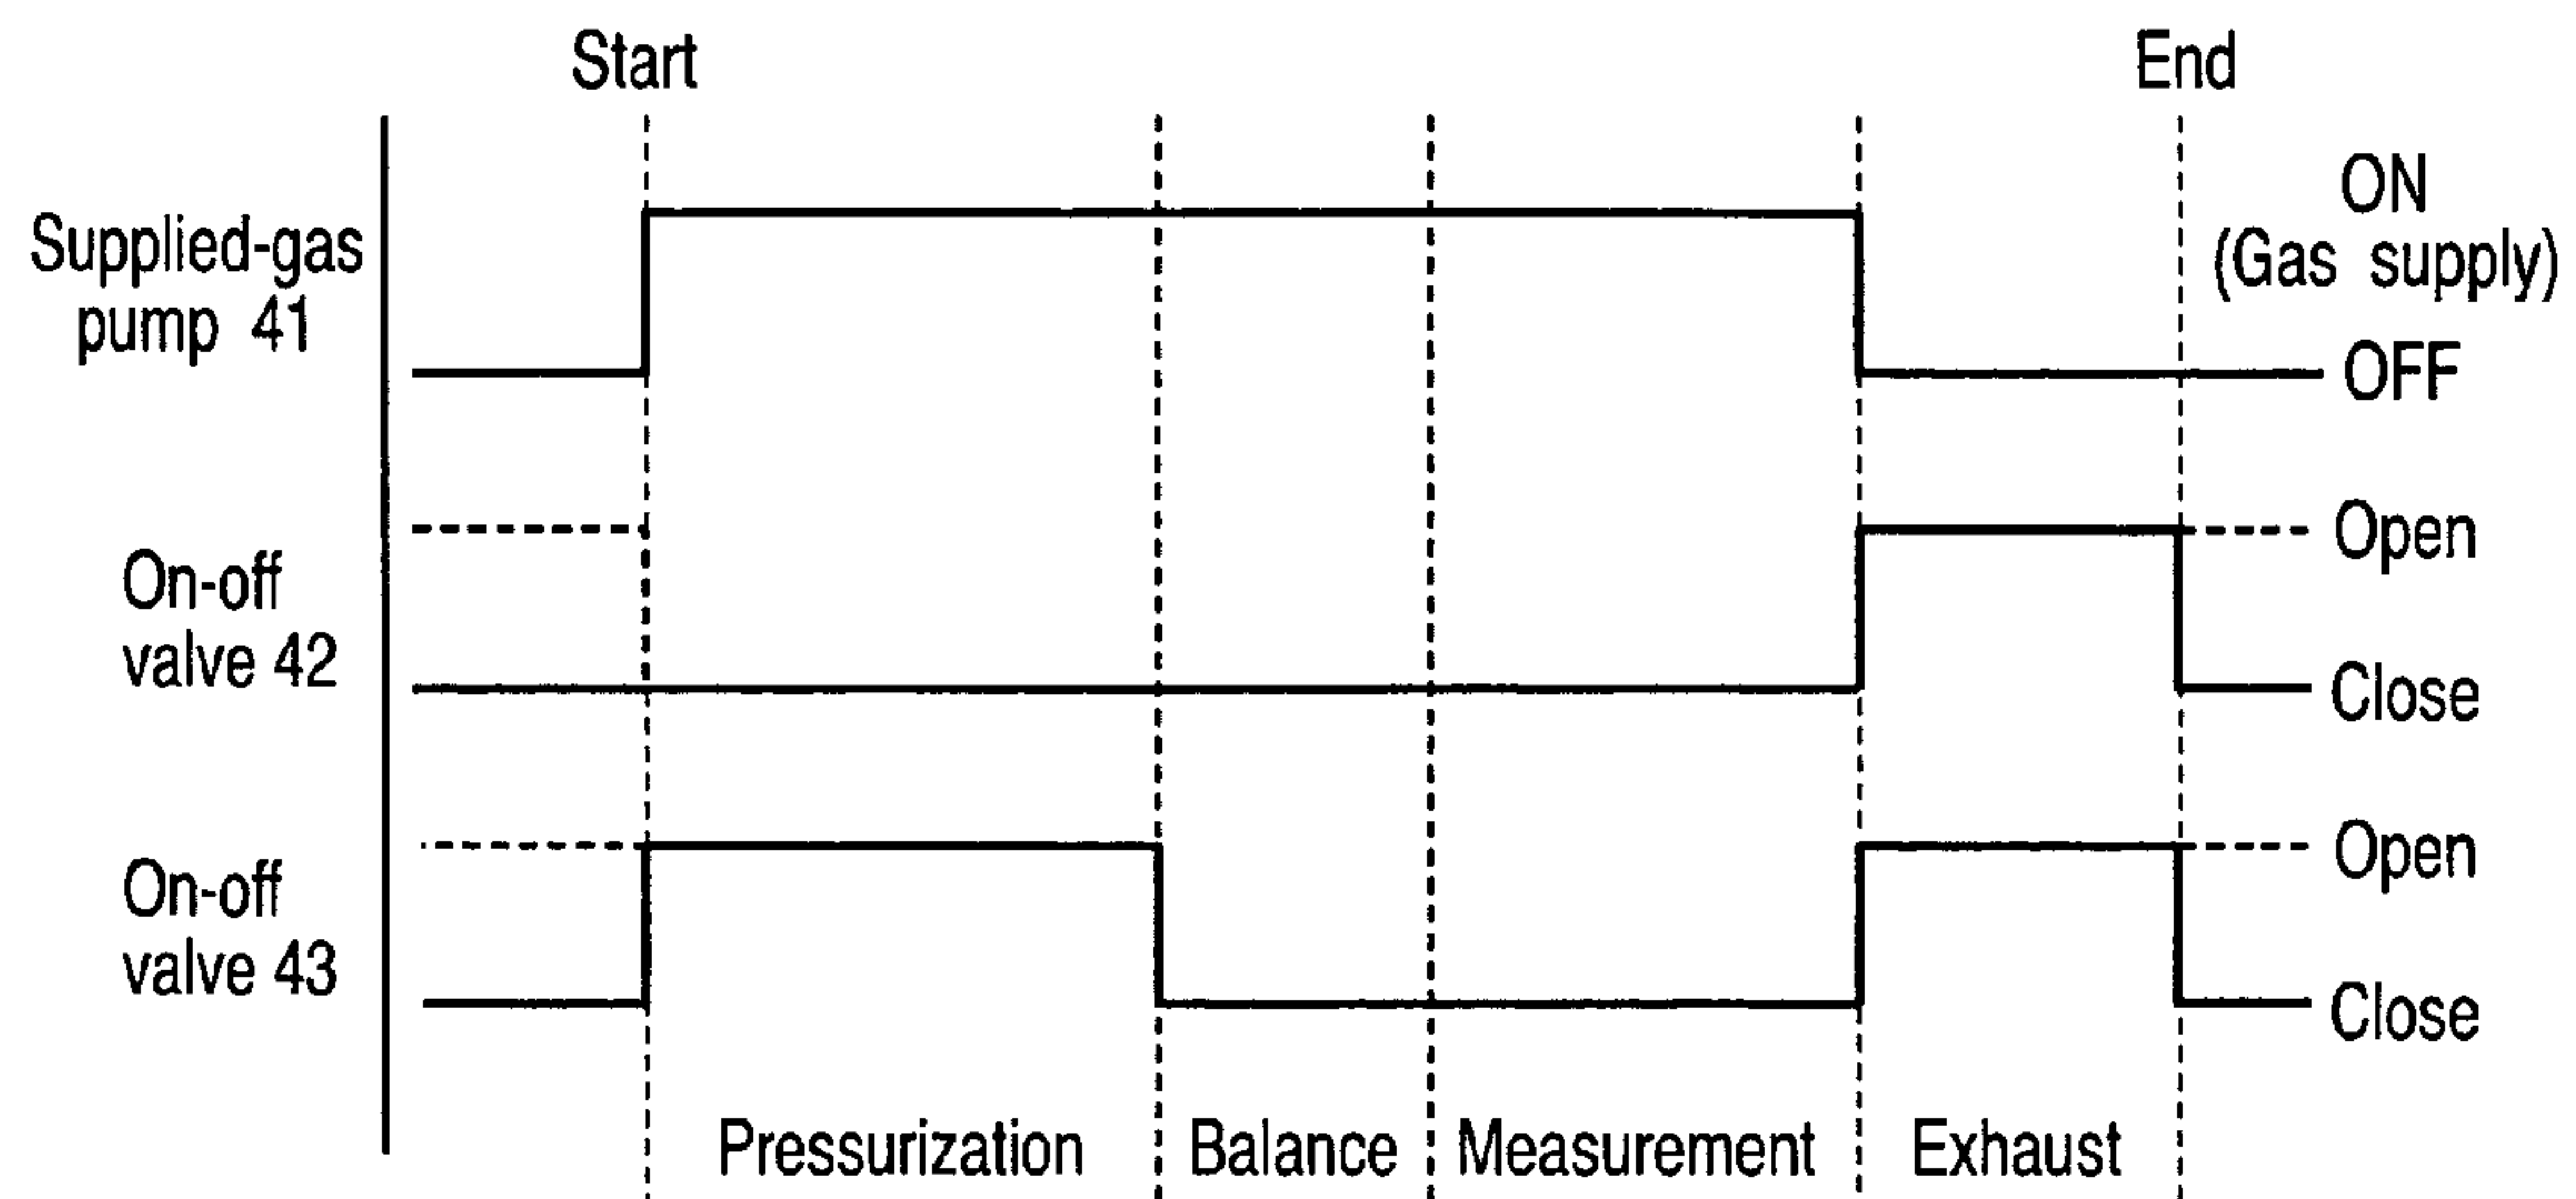 Start
End
Supplied-gas
pump 41
ON
(Gas supply)
OFF
On-off
valve 42
Open
Close
On-off
valve 43
Open
Close
Pressurization
Balance
Measurement
Exhaust